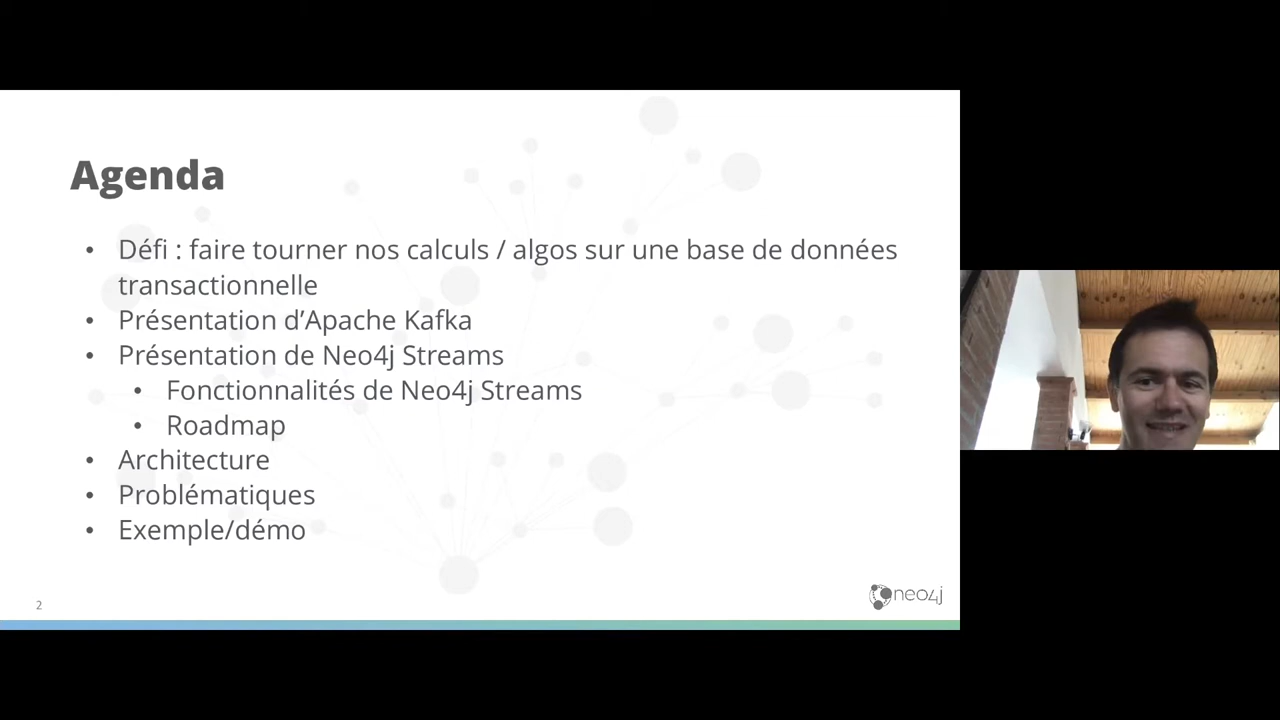 Agenda
• Défi : faire tourner nos calculs / algos sur une base de données
transactionnelle
• Présentation d’Apache Kafka
• Présentation de Neo4j Streams
• Fonctionnalités de Neo4j Streams
• Roadmap
• Architecture
• Problématiques
• Exemple/démo
2
neo4j